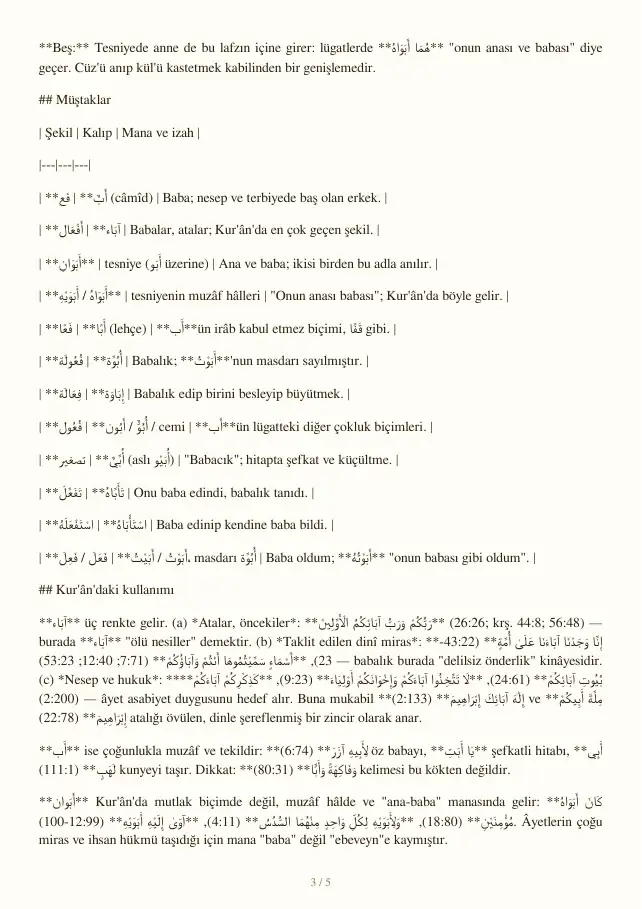 **Beş:** Tesniyede anne de bu lafzın içine girer: lügatlerde **هُمَا أَبَوَاهُ** "onun anası ve babası" diye
geçer. Cüz'ü anıp kül'ü kastetmek kabilinden bir genişlemedir.
## Müştaklar
| Şekil | Kalıp | Mana ve izah |
|---|---|---|
| **أَبٌ** | فع (câmîd) | Baba; nesep ve terbiyede baş olan erkek. |
| **آبَاء** | أَفْعَال | Babalar, atalar; Kur'ân'da en çok geçen şekil. |
| **أَبَوَانِ** | tesniye (أَبَو üzerine) | Ana ve baba; ikisi birden bu adla anılır. |
| **أَبَوَاهُ / أَبَوَيْهِ** | tesniyenin muzâf hâlleri | "Onun anası babası"; Kur'ân'da böyle gelir. |
| **أَبًا** | فَعًا (lehçe) | **أَب**ün irâb kabul etmez biçimi, قَفًا gibi. |
| **أُبُوَّة** | فُعُولَة | Babalık; **أَبَوْتُ**'nun masdarı sayılmıştır. |
| **إِبَاوَة** | فِعَالَة | Babalık edip birini besleyip büyütmek. |
| **أَبُون / أُبُوّ** | فُعُول / cemi | **أب**ün lügatteki diğer çokluk biçimleri. |
| **أُبَيّ** | تصغير (aslı أُبَيْو) | "Babacık"; hitapta şefkat ve küçültme. |
| **تَأَبَّاهُ** | تَفَعَّلَ | Onu baba edindi, babalık tanıdı. |
| **اسْتَأْبَاهُ** | اسْتَفْعَلَهُ | Baba edinip kendine baba bildi. |
| **أَبَوْتُ / أَبَيْتُ** | فَعَلَ / فَعِلَ, masdarı أُبُوَّة | Baba oldum; **أَبَوْتُهُ** "onun babası gibi oldum". |
## Kur'ân'daki kullanımı
**آبَاء** üç renkte gelir. (a) *Atalar, öncekiler*: **رَبُّكُمْ وَرَبُّ آبَائِكُمُ الْأَوَّلِينَ** (26:26; krş. 44:8; 56:48) —
burada **آبَاء** "ölü nesiller" demektir. (b) *Taklit edilen dinî miras*: **إِنَّا وَجَدْنَا آبَاءَنَا عَلَىٰ أُمَّةٍ** (43:22-
23), **أَسْمَاءٍ سَمَّيْتُمُوهَا أَنْتُمْ وَآبَاؤُكُمْ** (7:71; 12:40; 53:23) — babalık burada "delilsiz önderlik" kinâyesidir.
(c) *Nesep ve hukuk*: **بُيُوتِ آبَائِكُمْ** (24:61), **لَا تَتَّخِذُوا آبَاءَكُمْ وَإِخْوَانَكُمْ أَوْلِيَاءَ** (9:23), **كَذِكْرِكُمْ آبَاءَكُمْ**
(2:200) — âyet asabiyet duygusunu hedef alır. Buna mukabil **إِلَٰهَ آبَائِكَ إِبْرَاهِيمَ** (2:133) ve **مِلَّةَ أَبِيكُمْ
إِبْرَاهِيمَ** (22:78) atalığı övülen, dinle şereflenmiş bir zincir olarak anar.
**أَب** ise çoğunlukla muzâf ve tekildir: **لِأَبِيهِ آزَرَ** (6:74) öz babayı, **يَا أَبَتِ** şefkatli hitabı, **أَبِي
لَهَبٍ** (111:1) kunyeyi taşır. Dikkat: **وَفَاكِهَةً وَأَبًّا** (80:31) kelimesi bu kökten değildir.
**أَبَوَان** Kur'ân'da mutlak biçimde değil, muzâf hâlde ve "ana-baba" manasında gelir: **كَانَ أَبَوَاهُ
مُؤْمِنَيْنِ** (18:80), **وَلِأَبَوَيْهِ لِكُلِّ وَاحِدٍ مِنْهُمَا السُّدُسُ** (4:11), **آوَىٰ إِلَيْهِ أَبَوَيْهِ** (12:99-100). Âyetlerin çoğu
miras ve ihsan hükmü taşıdığı için mana "baba" değil "ebeveyn"e kaymıştır.
3 / 5